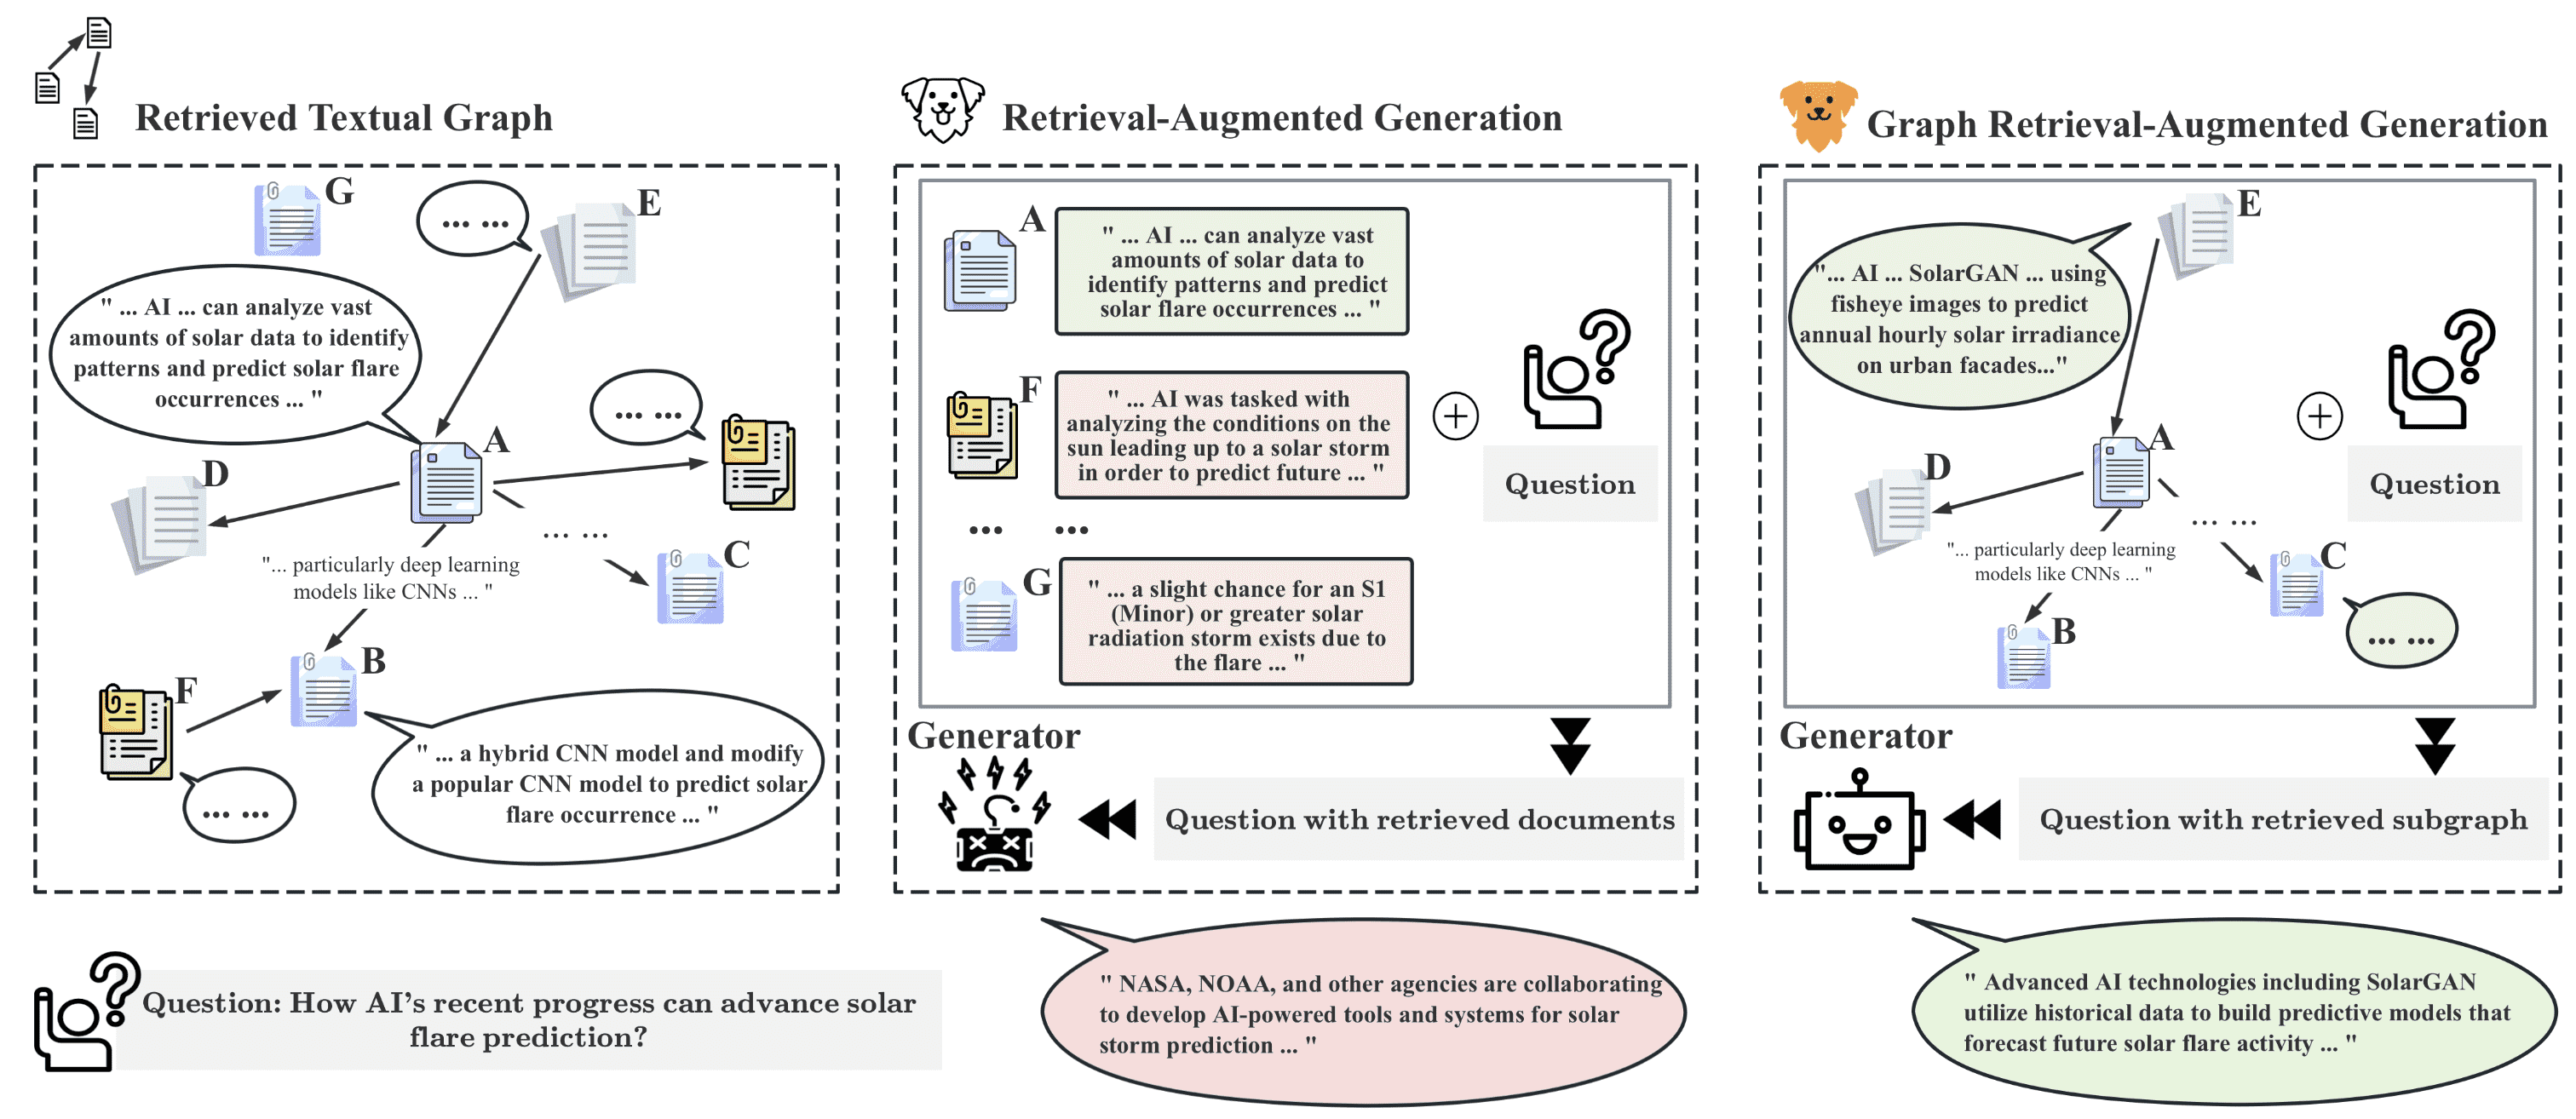 Retrieved Textual Graph
G
... ...
E
" ... AI ... can analyze vast
amounts of solar data to identify
patterns and predict solar flare
occurrences ... "
... ...
A
D
... ...
C
"... particularly deep learning
models like CNNs ... "
B
F
... ...
" ... a hybrid CNN model and modify
a popular CNN model to predict solar
flare occurrence ... "
Question: How AI's recent progress can advance solar
flare prediction?
Retrieval-Augmented Generation
A
" ... AI ... can analyze vast
amounts of solar data to
identify patterns and predict
solar flare occurrences ... "
F
" ... AI was tasked with
analyzing the conditions on the
sun leading up to a solar storm
in order to predict future ... "
... ...
G
" ... a slight chance for an S1
(Minor) or greater solar
radiation storm exists due to
the flare ... "
+
Question
Generator
Question with retrieved documents
" NASA, NOAA, and other agencies are collaborating
to develop AI-powered tools and systems for solar
storm prediction ... "
Graph Retrieval-Augmented Generation
E
"... AI ... SolarGAN ... using
fisheye images to predict
annual hourly solar irradiance
on urban facades..."
A
D
... ...
"... particularly deep learning
models like CNNs ... "
C
B
... ...
+
Question
Generator
Question with retrieved subgraph
" Advanced AI technologies including SolarGAN
utilize historical data to build predictive models that
forecast future solar flare activity ... "